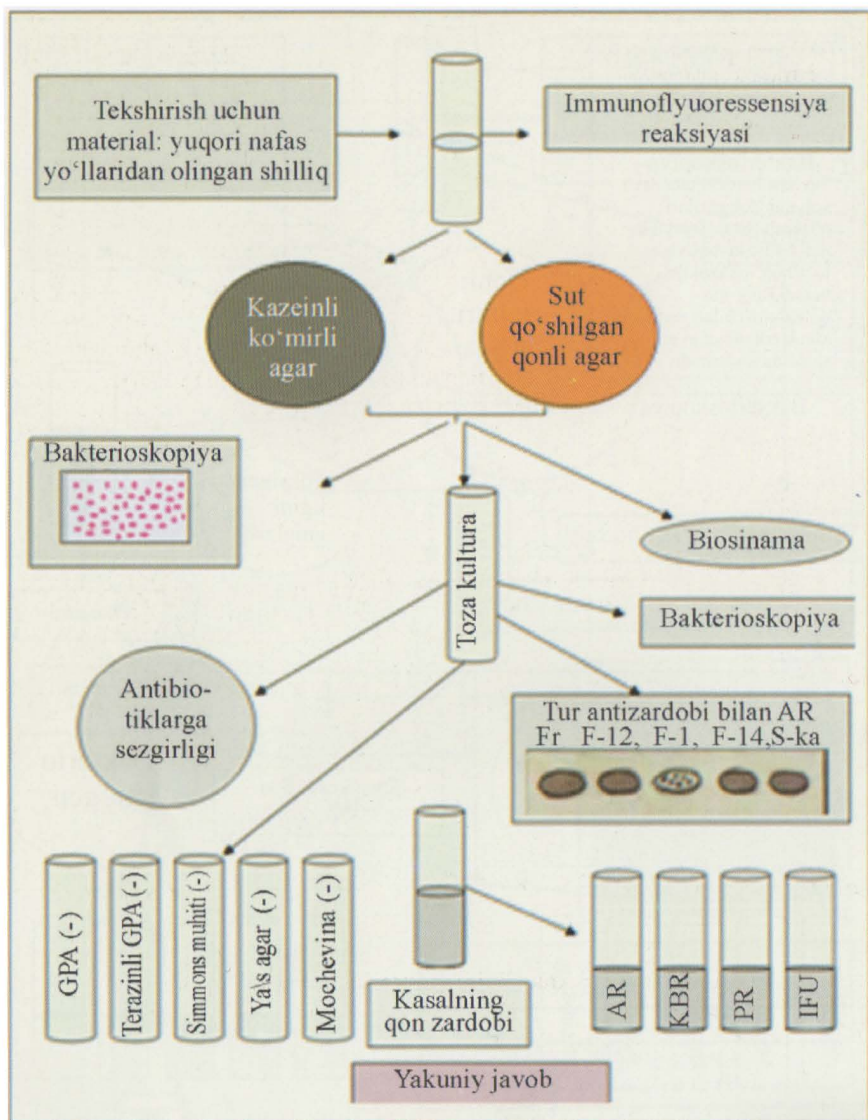 Tekshirish uchun
material: yuqori nafas
yo‘llaridan olingan shilliq
Immunoflyuoressensiya
reaksiyasi
Kazeinli
ko‘mirli
agar
Sut
qo‘shilgan
qonli agar
Bakterioskopiya
Toza kultura
Biosinama
Bakterioskopiya
Antibio-
tiklarga
sezgirligi
Tur antizardobi bilan AR
Fr F-12, F-1, F-14,S-ka
GPA (-)
Terazinli GPA (-)
Simmons muhiti (-)
Ya\s agar (-)
Mochevina (-)
Kasalning
qon zardobi
AR
KBR
PR
IFU
Yakuniy javob